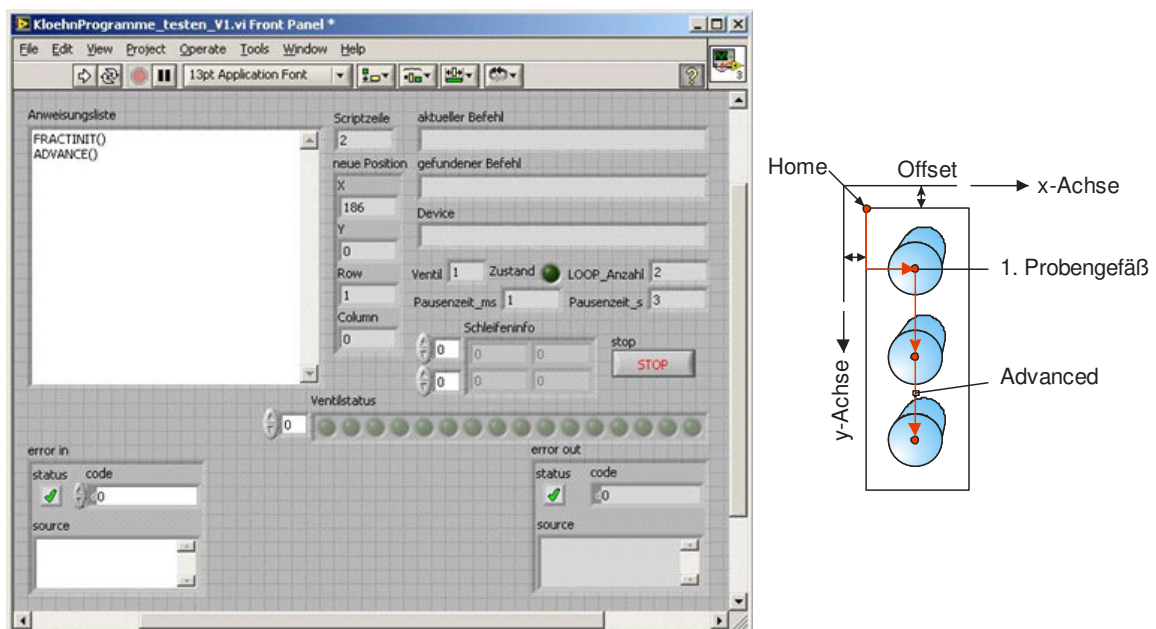 KloehnProgramme_testen_V1.vi Front Panel *
File Edit View Project Operate Tools Window Help
13pt Application Font
3
Anweisungsliste
FRACTINIT()
ADVANCE()
Scriptzeile
2
neue Position
X
186
Y
0
Row
1
Column
0
aktueller Befehl
gefundener Befehl
Device
Ventil 1 Zustand LOOP_Anzahl 2
Pausenzeit_ms 1 Pausenzeit_s 3
Schleifeninfo
0 0 0
0 0 0
stop
STOP
Ventilstatus
0
error in
status code
0
source
error out
status code
0
source
Home
Offset
x-Achse
1. Probengefäß
y-Achse
Advanced